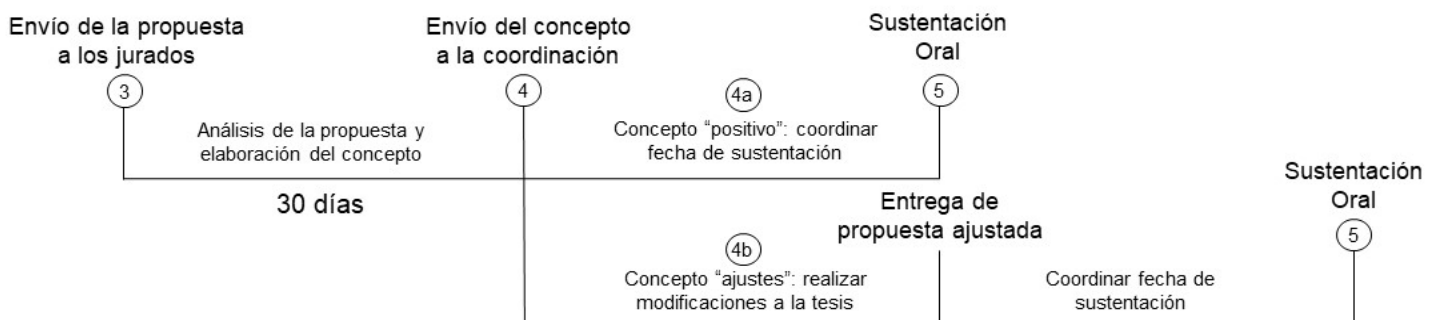 Envío de la propuesta
a los jurados
3
Envío del concepto
a la coordinación
4
Sustentación
Oral
5
Análisis de la propuesta y
elaboración del concepto
30 días
4a
Concepto “positivo”: coordinar
fecha de sustentación
4b
Concepto “ajustes”: realizar
modificaciones a la tesis
Entrega de
propuesta ajustada
Coordinar fecha de
sustentación
Sustentación
Oral
5